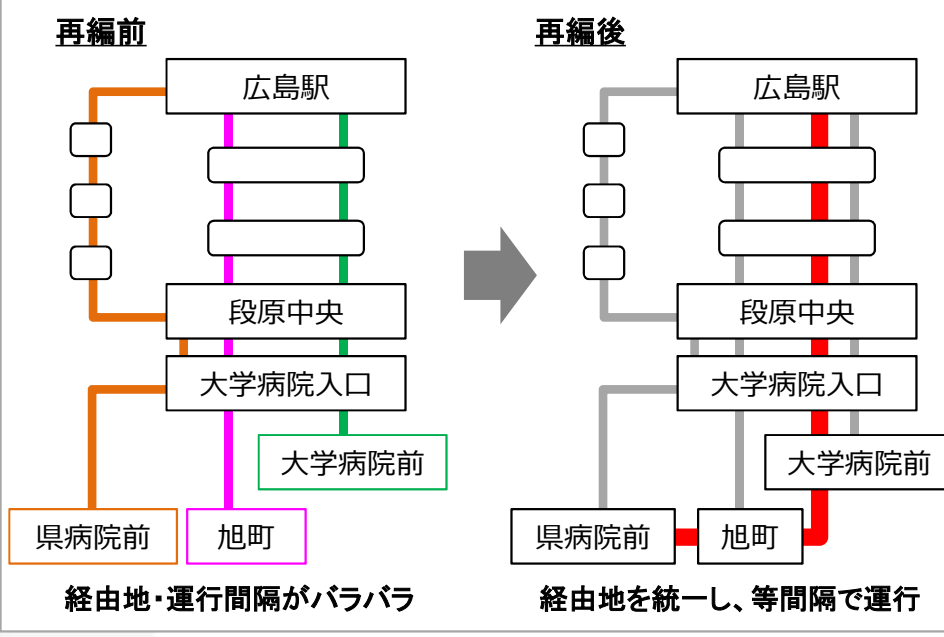 再編前
広島駅
段原中央
大学病院入口
大学病院前
県病院前
旭町
経由地・運行間隔がバラバラ
再編後
広島駅
段原中央
大学病院入口
大学病院前
県病院前
旭町
経由地を統一し、等間隔で運行